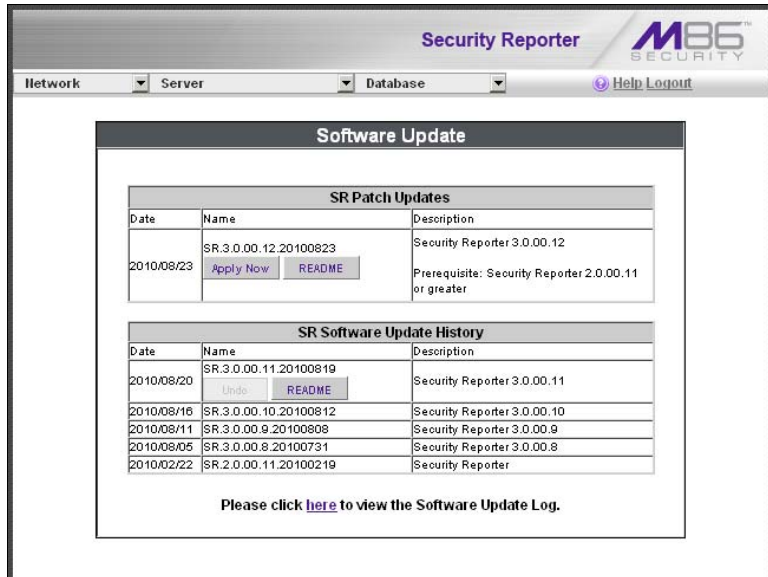 Security Reporter
M86
SECURITY
Network Server Database Help Logout
Software Update
SR Patch Updates
Date Name Description
2010/08/23 SR.3.0.00.12.20100823 Security Reporter 3.0.00.12
Apply Now README Prerequisite: Security Reporter 2.0.00.11
or greater
SR Software Update History
Date Name Description
2010/08/20 SR.3.0.00.11.20100819 Security Reporter 3.0.00.11
Undo README
2010/08/16 SR.3.0.00.10.20100812 Security Reporter 3.0.00.10
2010/08/11 SR.3.0.00.9.20100808 Security Reporter 3.0.00.9
2010/08/05 SR.3.0.00.8.20100731 Security Reporter 3.0.00.8
2010/02/22 SR.2.0.00.11.20100219 Security Reporter
Please click here to view the Software Update Log.